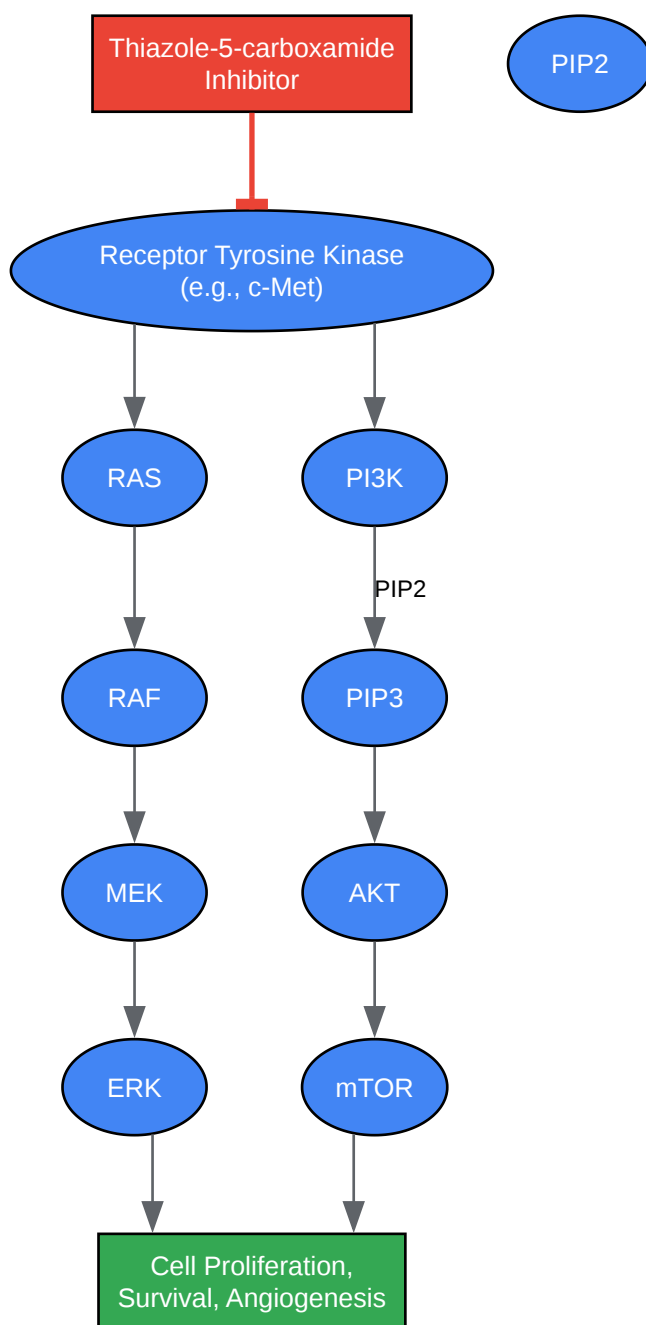 Thiazole-5-carboxamide
Inhibitor
PIP2
Receptor Tyrosine Kinase
(e.g., c-Met)
RAS
PI3K
PIP2
RAF
PIP3
MEK
AKT
ERK
mTOR
Cell Proliferation,
Survival, Angiogenesis